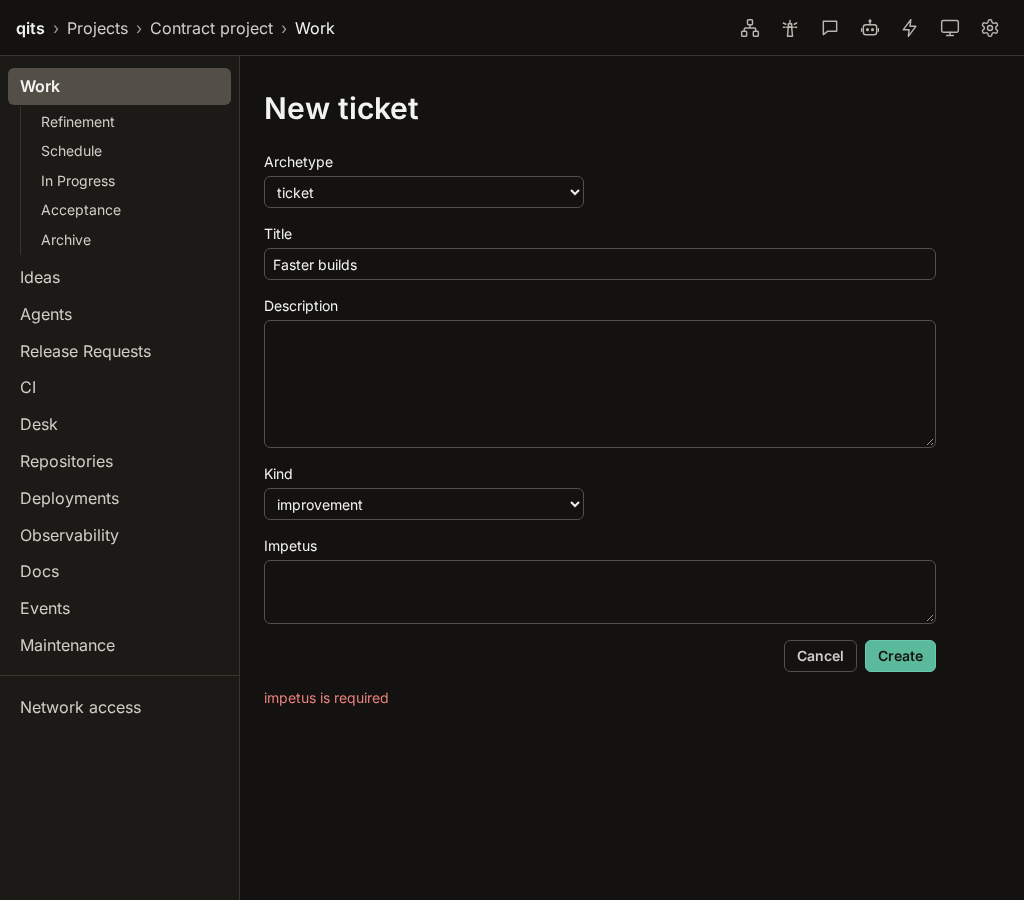 qits › Projects › Contract project › Work
Work
Refinement
Schedule
In Progress
Acceptance
Archive
Ideas
Agents
Release Requests
CI
Desk
Repositories
Deployments
Observability
Docs
Events
Maintenance
Network access
New ticket
Archetype
ticket
Title
Faster builds
Description
Kind
improvement
Impetus
Cancel Create
impetus is required